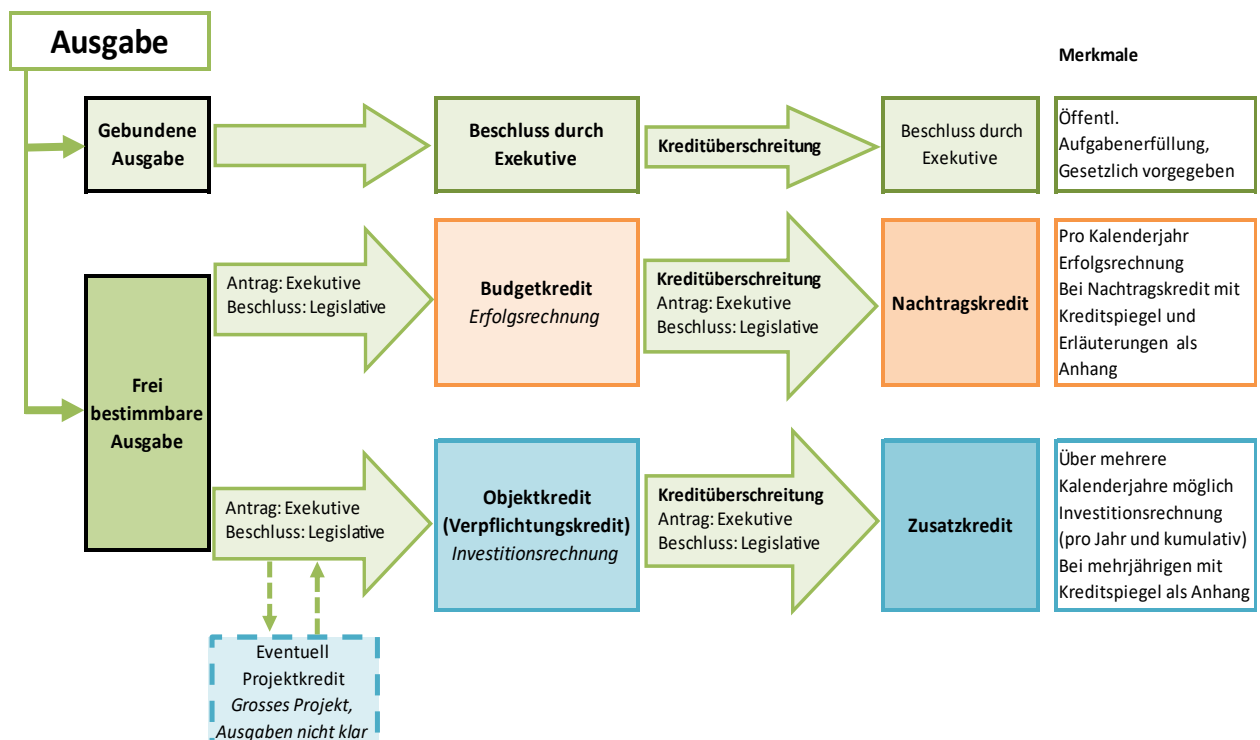 Ausgabe
Merkmale
Gebundene
Ausgabe
Beschluss durch
Exekutive
Kreditüberschreitung
Beschluss durch
Exekutive
Öffentl.
Aufgabenerfüllung,
Gesetzlich vorgegeben
Frei
bestimmbare
Ausgabe
Antrag: Exekutive
Beschluss: Legislative
Budgetkredit
Erfolgsrechnung
Kreditüberschreitung
Antrag: Exekutive
Beschluss: Legislative
Nachtragskredit
Pro Kalenderjahr
Erfolgsrechnung
Bei Nachtragskredit mit
Kreditspiegel und
Erläuterungen als
Anhang
Antrag: Exekutive
Beschluss: Legislative
Objektkredit
(Verpflichtungskredit)
Investitionsrechnung
Kreditüberschreitung
Antrag: Exekutive
Beschluss: Legislative
Zusatzkredit
Über mehrere
Kalenderjahre möglich
Investitionsrechnung
(pro Jahr und kumulativ)
Bei mehrjährigen mit
Kreditspiegel als Anhang
Eventuell
Projektkredit
Grosses Projekt,
Ausgaben nicht klar